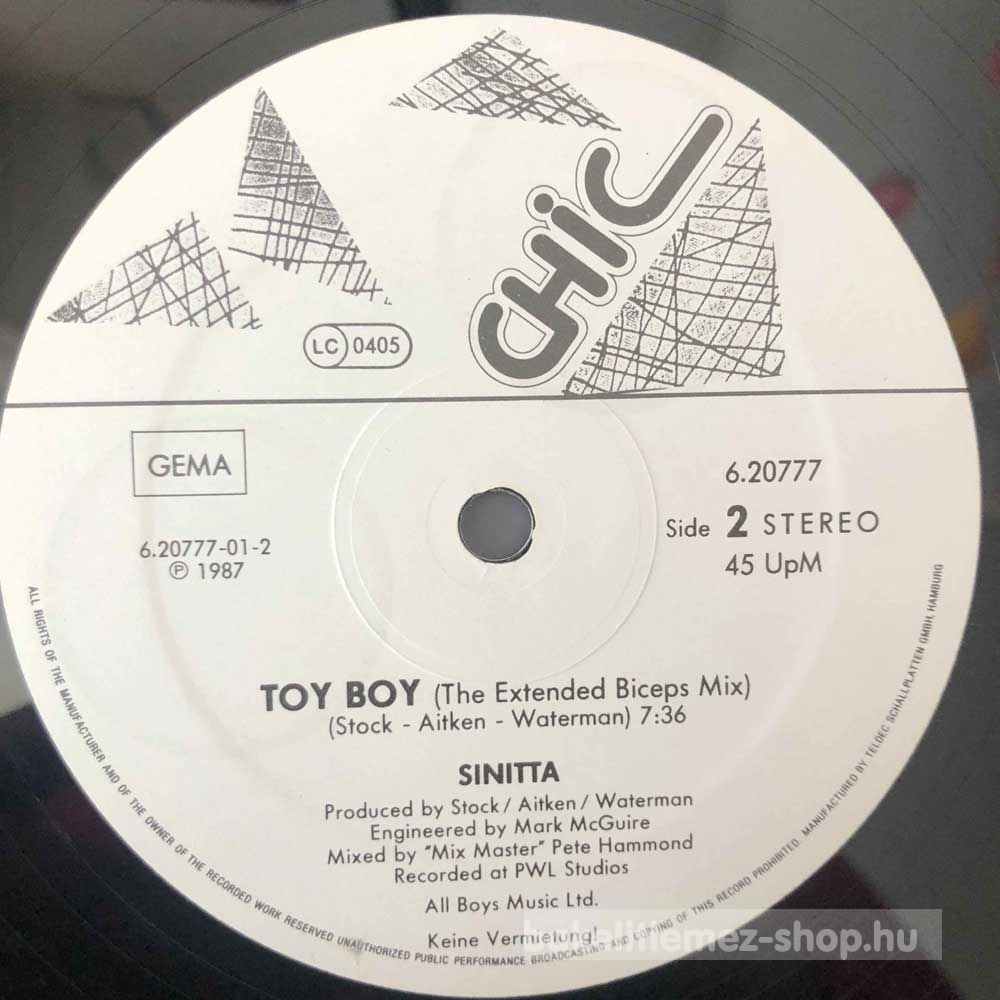 CHIC
LC 0405
GEMA
6.20777
Side 2 STEREO
45 UpM
6.20777-01-2
℗ 1987
TOY BOY (The Extended Biceps Mix)
(Stock - Aitken - Waterman) 7:36
SINITTA
Produced by Stock / Aitken / Waterman
Engineered by Mark McGuire
Mixed by "Mix Master" Pete Hammond
Recorded at PWL Studios
All Boys Music Ltd.
Keine Vermietung!
ALL RIGHTS OF THE MANUFACTURER AND OF THE OWNER OF THE RECORDED WORK RESERVED UNAUTHORIZED PUBLIC PERFORMANCE BROADCASTING AND COPYING OF THIS RECORD PROHIBITED. MANUFACTURED BY TELDEC SCHALLPLATTEN GMBH, HAMBURG
bakelitlemez-shop.hu